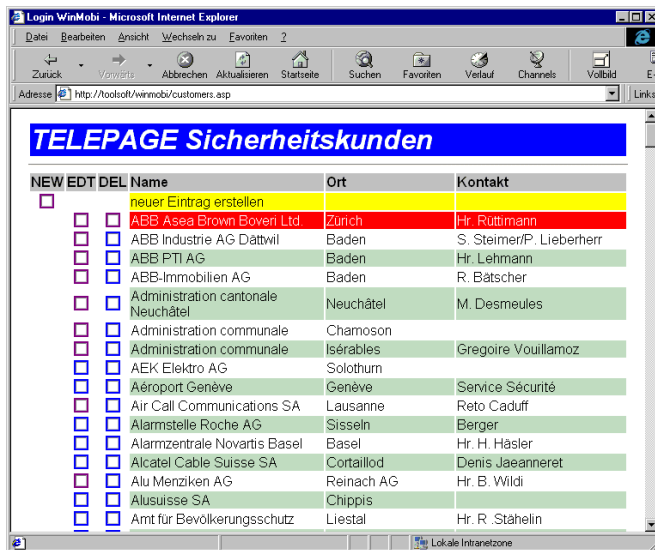 Login WinMobi - Microsoft Internet Explorer
Datei Bearbeiten Ansicht Wechseln zu Favoriten ?
Zurück Vorwärts Abbrechen Aktualisieren Startseite Suchen Favoriten Verlauf Channels Vollbild E-
Adresse http://toolsoft/winmobi/customers.asp Links
TELEPAGE Sicherheitskunden
NEW EDT DEL Name Ort Kontakt
neuer Eintrag erstellen
ABB Asea Brown Boveri Ltd. Zürich Hr. Rüttimann
ABB Industrie AG Dättwil Baden S. Steimer/P. Lieberherr
ABB PTI AG Baden Hr. Lehmann
ABB-Immobilien AG Baden R. Bätscher
Administration cantonale
Neuchâtel Neuchâtel M. Desmeules
Administration communale Chamoson
Administration communale Isérables Gregoire Vouillamoz
AEK Elektro AG Solothurn
Aéroport Genève Genève Service Sécurité
Air Call Communications SA Lausanne Reto Caduff
Alarmstelle Roche AG Sisseln Berger
Alarmzentrale Novartis Basel Basel Hr. H. Häsler
Alcatel Cable Suisse SA Cortaillod Denis Jaeanneret
Alu Menziken AG Reinach AG Hr. B. Wildi
Alusuisse SA Chippis
Amt für Bevölkerungsschutz Liestal Hr. R .Stähelin
Lokale Intranetzone